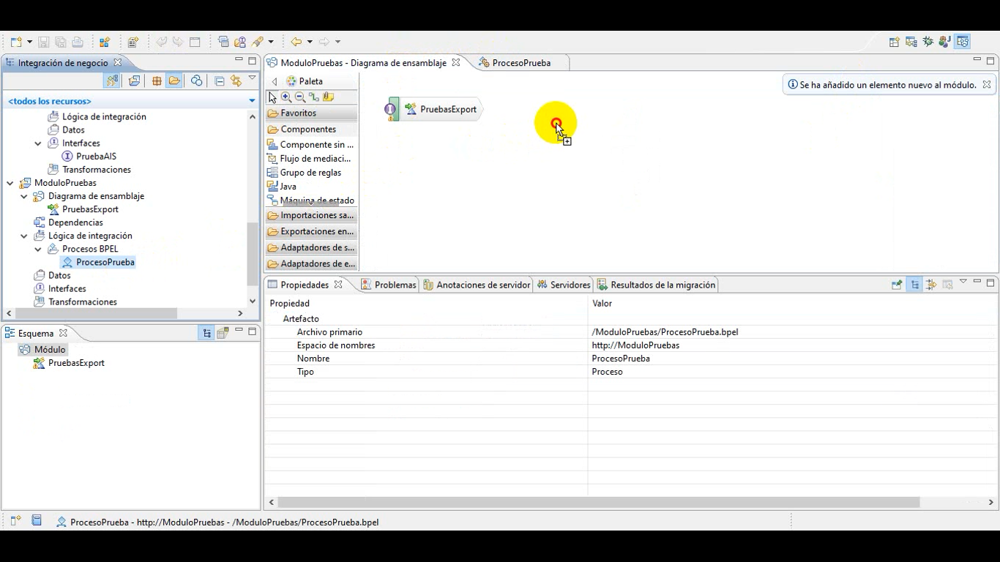 Integración de negocio
<todos los recursos>
Lógica de integración
Datos
Interfaces
PruebaAIS
Transformaciones
ModuloPruebas
Diagrama de ensamblaje
PruebasExport
Dependencias
Lógica de integración
Procesos BPEL
ProcesoPrueba
Datos
Interfaces
Transformaciones
Esquema
Módulo
PruebasExport
ModuloPruebas - Diagrama de ensamblaje
ProcesoPrueba
Paleta
Favoritos
Componentes
Componente sin ...
Flujo de mediaci...
Grupo de reglas
Java
Máquina de estado
Importaciones sa...
Exportaciones en...
Adaptadores de s...
Adaptadores de e...
PruebasExport
Se ha añadido un elemento nuevo al módulo.
Propiedades
Problemas
Anotaciones de servidor
Servidores
Resultados de la migración
Propiedad Valor
Artefacto
Archivo primario /ModuloPruebas/ProcesoPrueba.bpel
Espacio de nombres http://ModuloPruebas
Nombre ProcesoPrueba
Tipo Proceso
ProcesoPrueba - http://ModuloPruebas - /ModuloPruebas/ProcesoPrueba.bpel